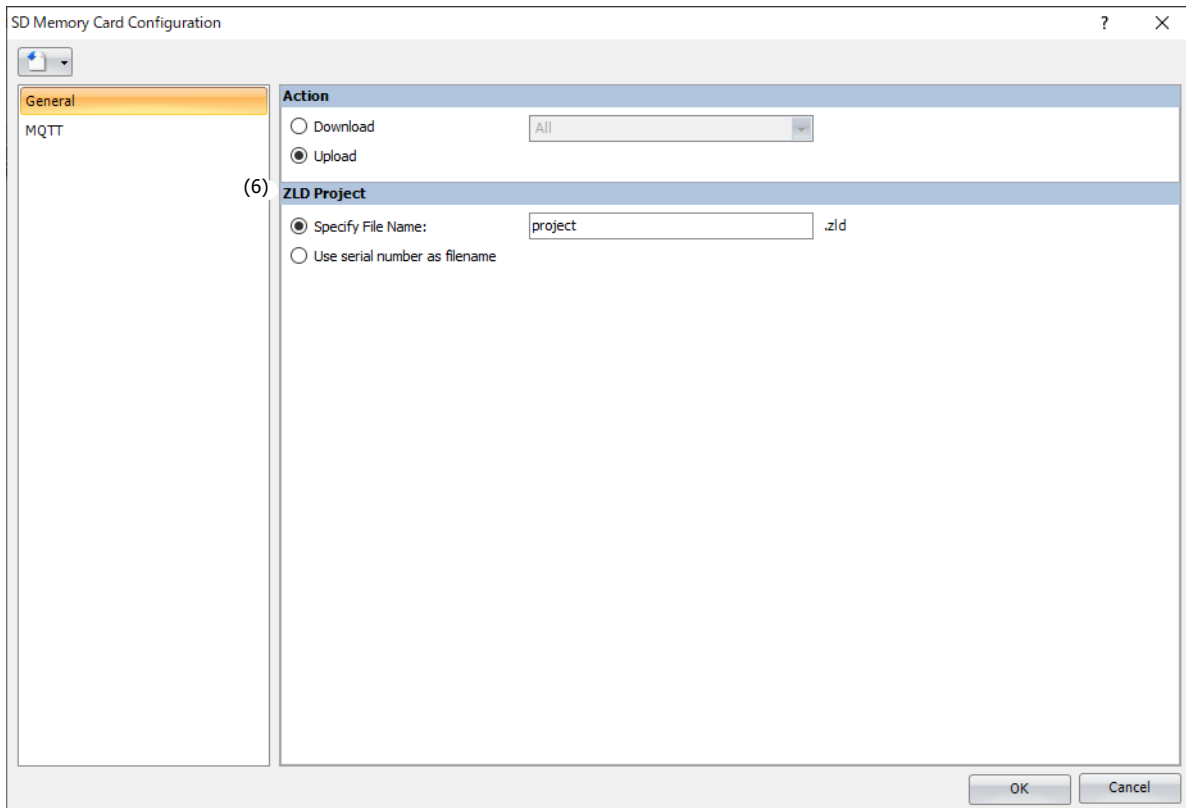 SD Memory Card Configuration
General
MQTT
Action
Download All
Upload
(6)
ZLD Project
Specify File Name: project .zld
Use serial number as filename
OK Cancel